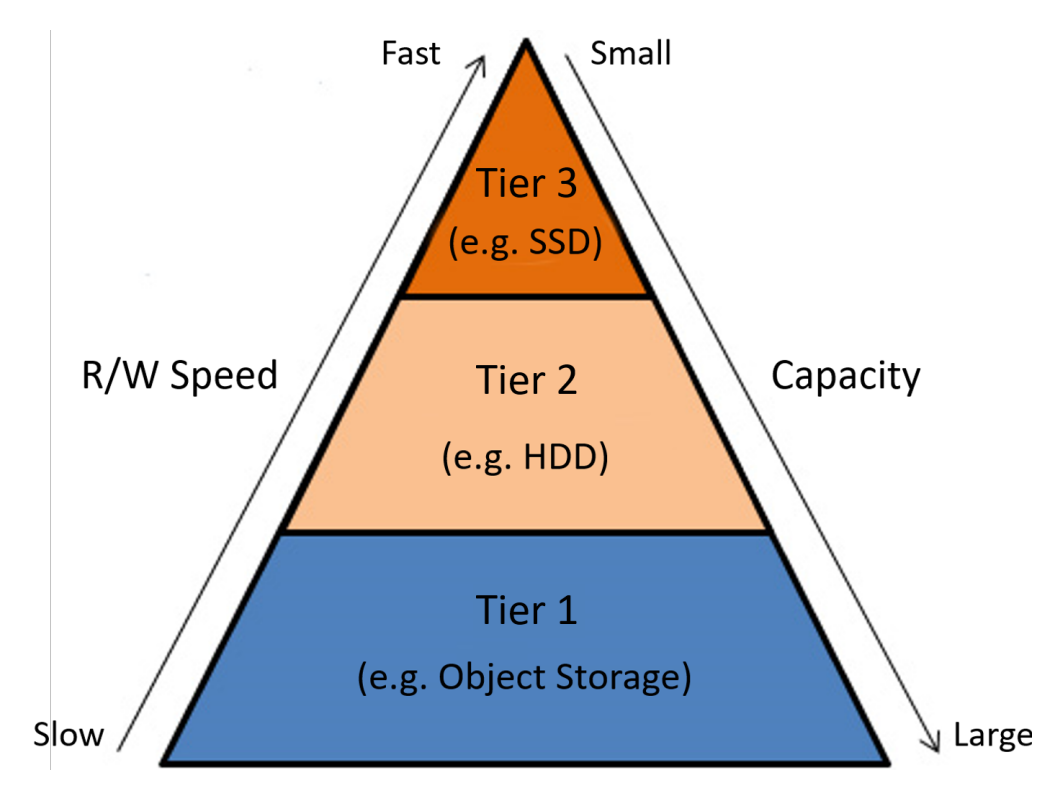 Fast
Small
Tier 3
(e.g. SSD)
R/W Speed
Capacity
Tier 2
(e.g. HDD)
Tier 1
(e.g. Object Storage)
Slow
Large